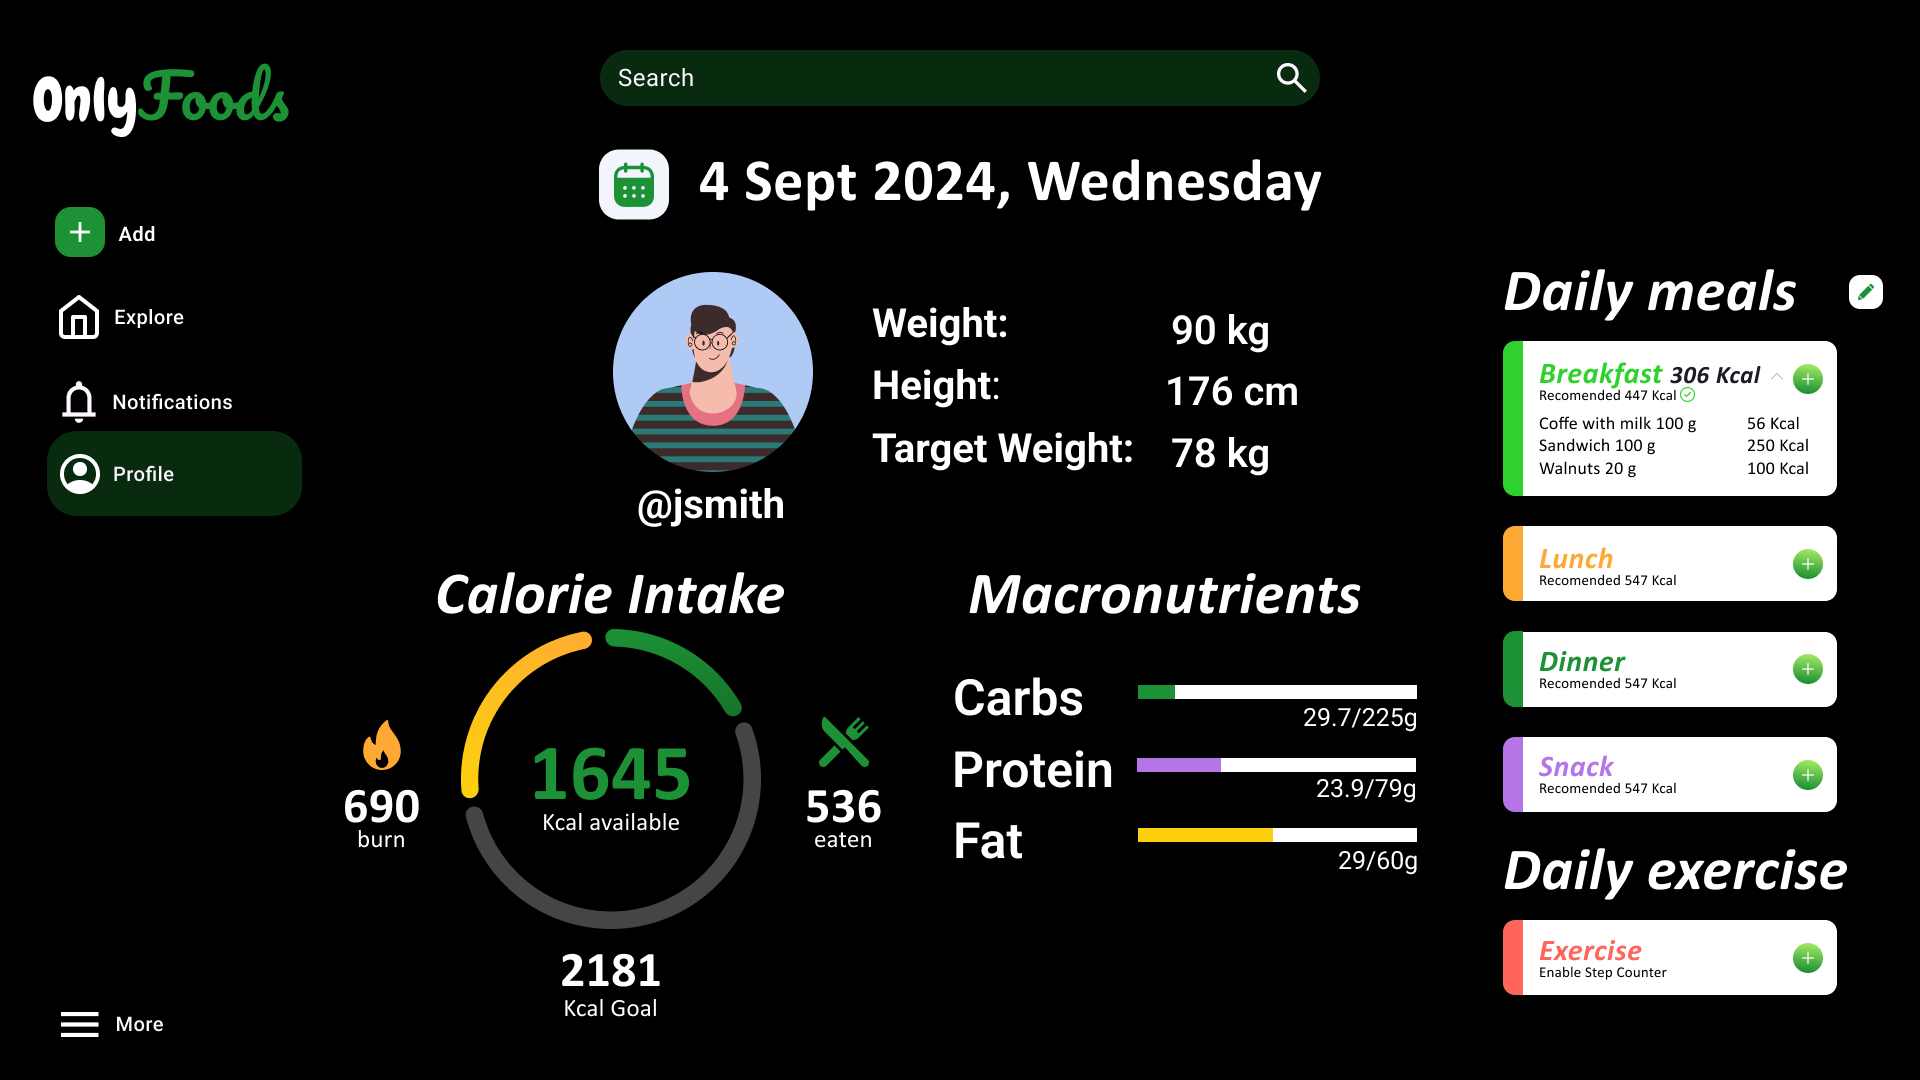 OnlyFoods
Search
4 Sept 2024, Wednesday
Add
Explore
Notifications
Profile
More
@jsmith
Weight: 90 kg
Height: 176 cm
Target Weight: 78 kg
Calorie Intake
690
burn
1645
Kcal available
536
eaten
2181
Kcal Goal
Macronutrients
Carbs
29.7/225g
Protein
23.9/79g
Fat
29/60g
Daily meals
Breakfast 306 Kcal
Recomended 447 Kcal
Coffe with milk 100 g 56 Kcal
Sandwich 100 g 250 Kcal
Walnuts 20 g 100 Kcal
Lunch
Recomended 547 Kcal
Dinner
Recomended 547 Kcal
Snack
Recomended 547 Kcal
Daily exercise
Exercise
Enable Step Counter